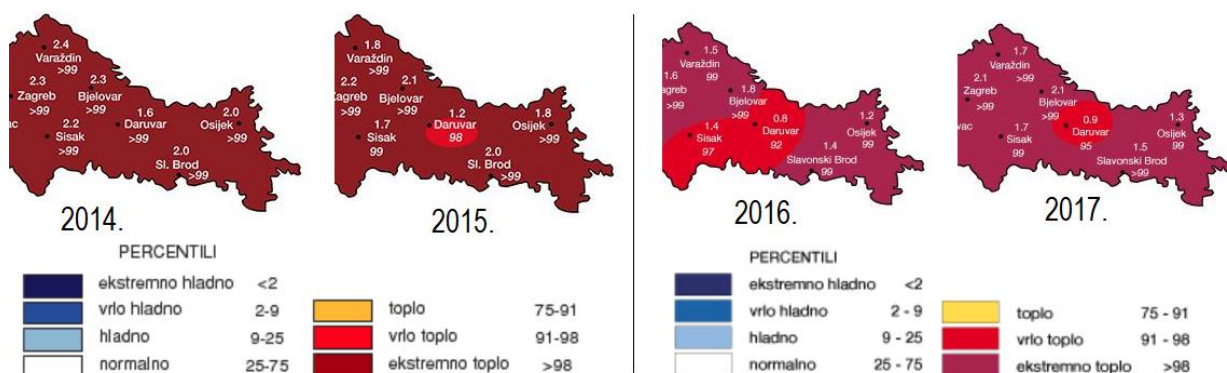 2.4
Varaždin
>99
2.3
Zagreb
>99
2.3
Bjelovar
>99
1.6
Daruvar
>99
2.0
Osijek
>99
ac
2.2
Sisak
>99
2.0
Sl. Brod
>99
2014.
1.8
Varaždin
>99
2.2
agreb
>99
2.1
Bjelovar
>99
1.2
Daruvar
98
1.8
Osijek
>99
1.7
Sisak
99
2.0
Sl. Brod
>99
2015.
1.5
Varaždin
99
1.6
agreb
>99
1.8
Bjelovar
>99
0.8
Daruvar
92
1.2
Osijek
99
1.4
Sisak
97
1.4
Slavonski Brod
99
2016.
1.7
Varaždin
>99
2.1
Zagreb
>99
2.1
Bjelovar
>99
0.9
Daruvar
95
1.3
Osijek
99
vac
1.7
Sisak
99
1.5
Slavonski Brod
>99
2017.
PERCENTILI
ekstremno hladno <2
vrlo hladno 2-9
hladno 9-25
normalno 25-75
toplo 75-91
vrlo toplo 91-98
ekstremno toplo >98
PERCENTILI
ekstremno hladno <2
vrlo hladno 2 - 9
hladno 9 - 25
normalno 25 - 75
toplo 75 - 91
vrlo toplo 91 - 98
ekstremno toplo >98